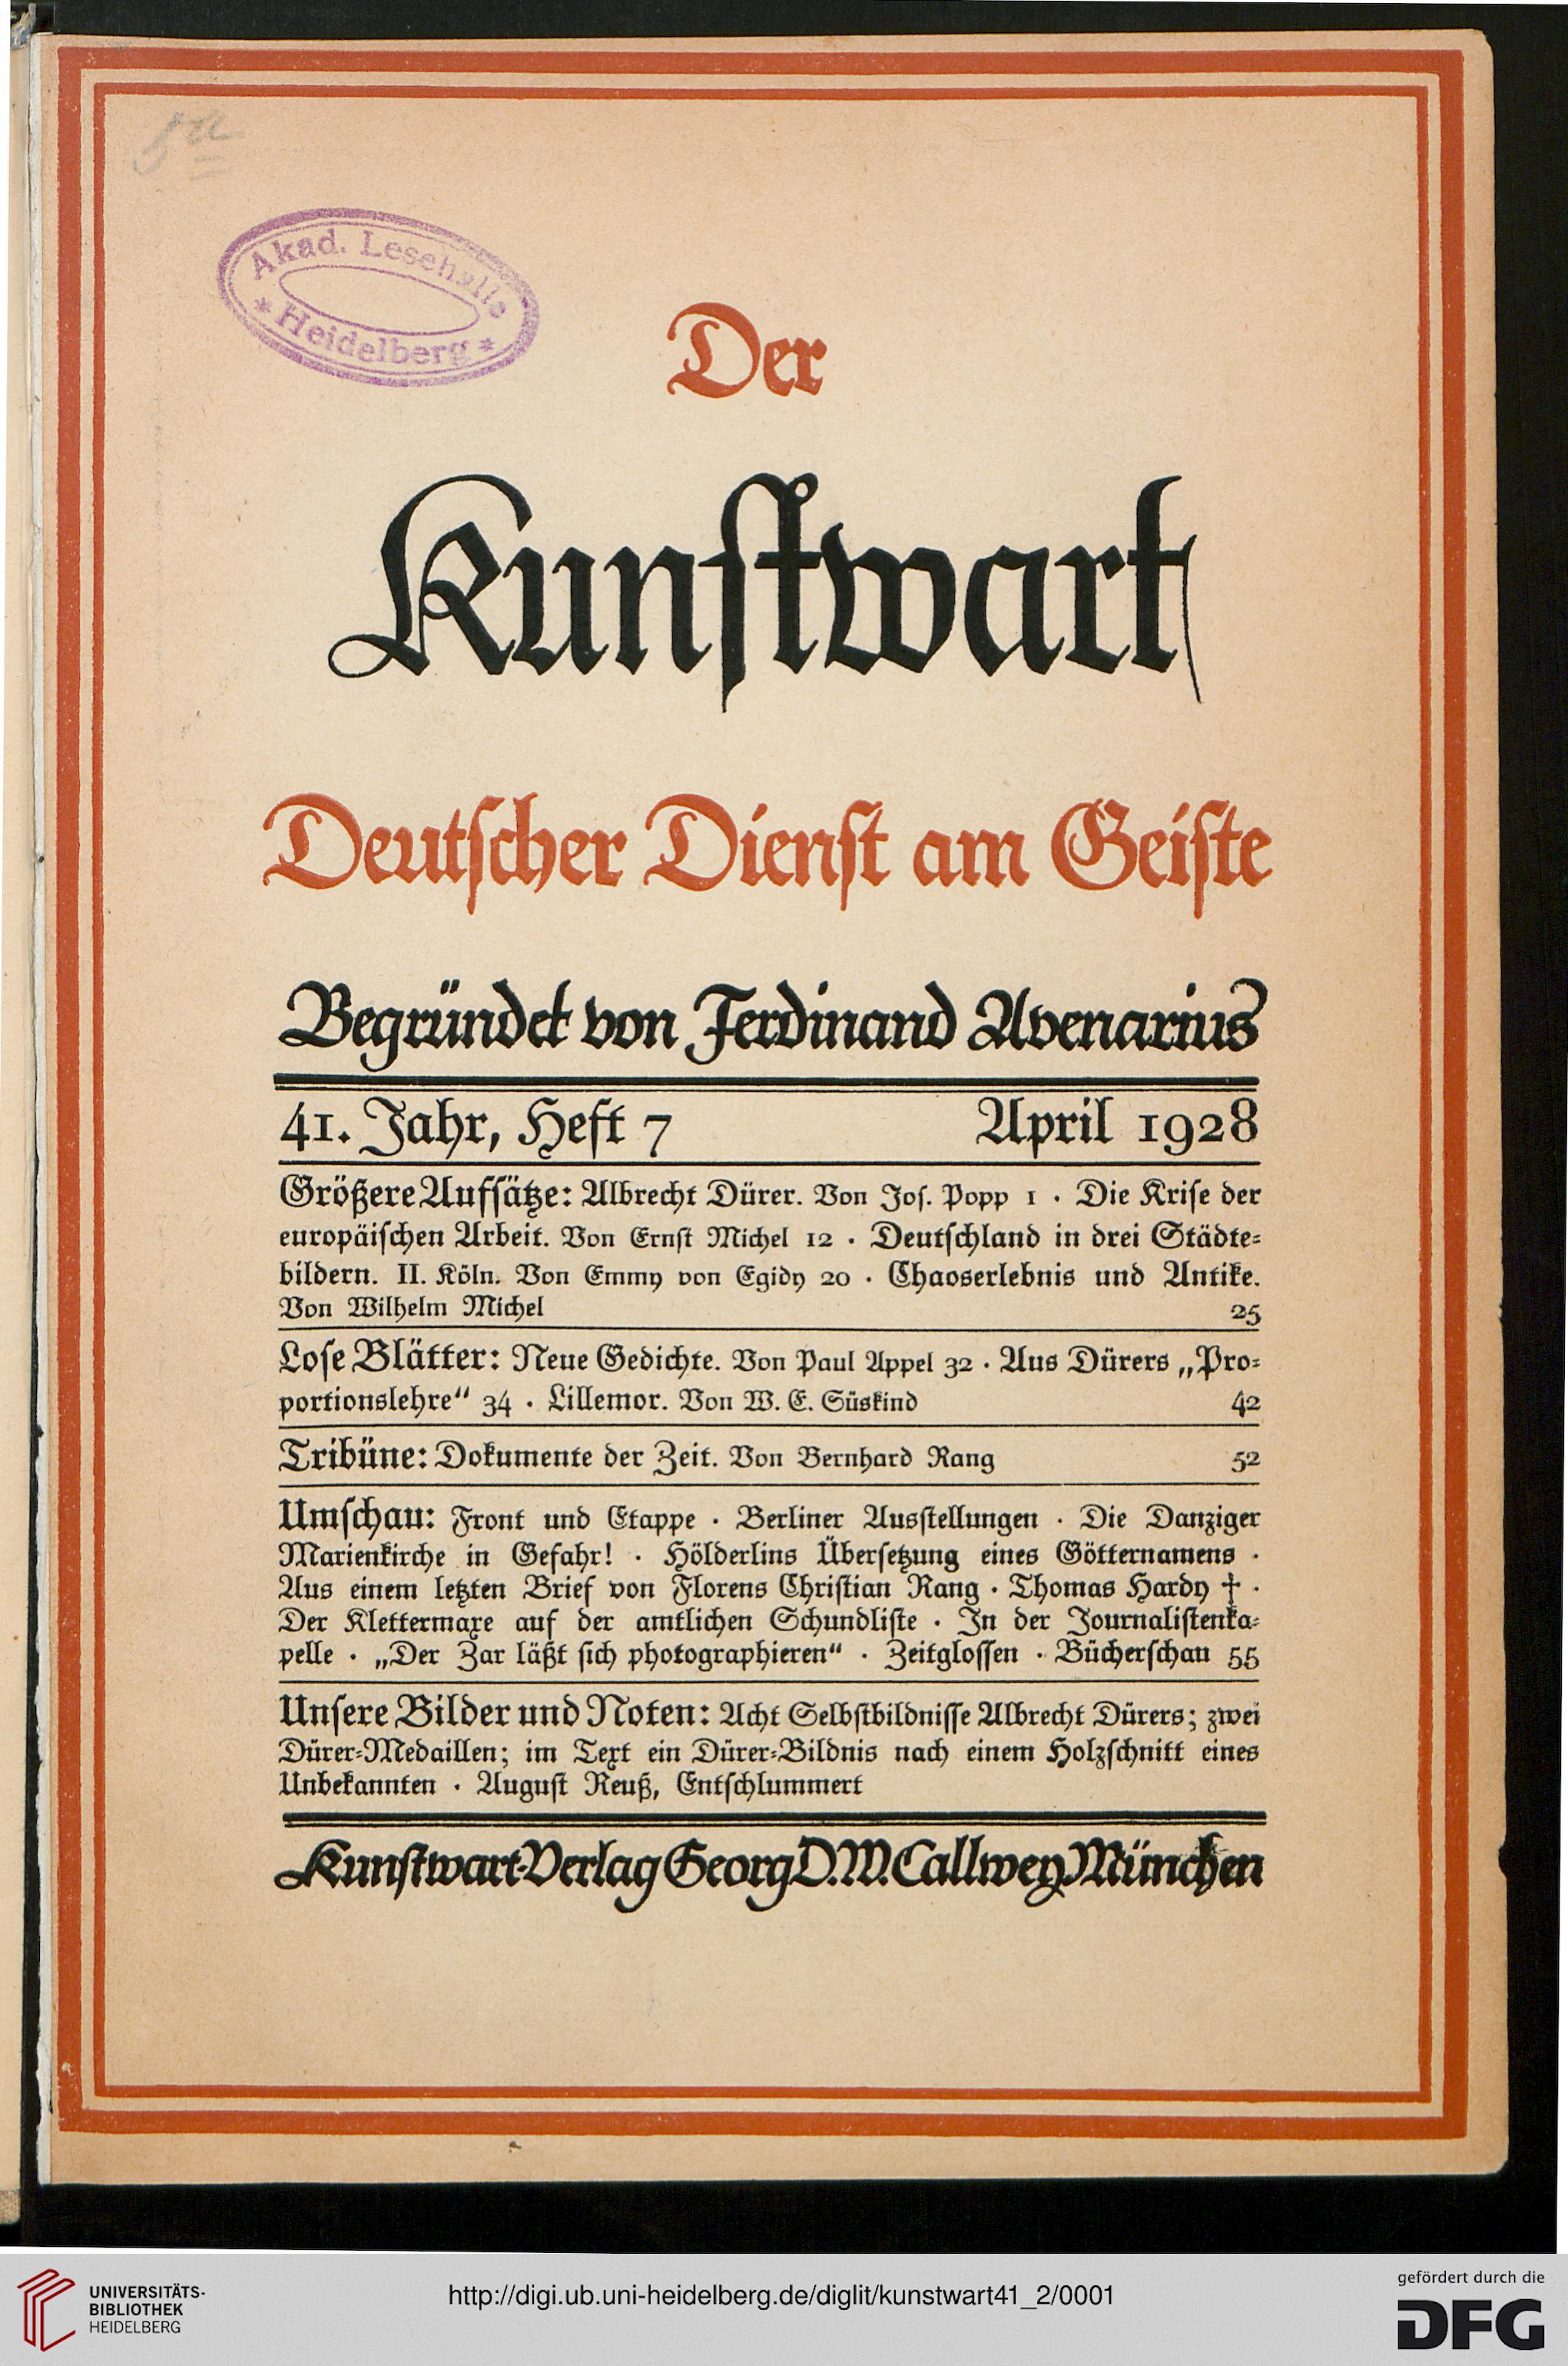 5a
Akad. Lesehalle
* Heidelberg *
Der
Kunſtwart
Deutſcher Dienſt am Geiſte
Begründet von Ferdinand Avenarius
41. Jahr, Heft 7 April 1928
Größere Aufſätze: Albrecht Dürer. Von Joſ. Popp 1 · Die Kriſe der
europäiſchen Arbeit. Von Ernſt Michel 12 · Deutſchland in drei Städte-
bildern. II. Köln. Von Emmy von Egidy 20 · Chaoserlebnis und Antike.
Von Wilhelm Michel 25
Loſe Blätter: Neue Gedichte. Von Paul Appel 32 · Aus Dürers „Pro-
portionslehre“ 34 · Lillemor. Von W. E. Süskind 42
Tribüne: Dokumente der Zeit. Von Bernhard Rang 52
Umſchau: Front und Etappe · Berliner Ausſtellungen · Die Danziger
Marienkirche in Gefahr! · Hölderlins Überſetzung eines Götternamens ·
Aus einem letzten Brief von Florens Chriſtian Rang · Thomas Hardy † ·
Der Klettermaxe auf der amtlichen Schundliſte · In der Journaliſtenka-
pelle · „Der Zar läßt ſich photographieren“ · Zeitgloſſen · Bücherſchau 55
Unſere Bilder und Noten: Acht Selbſtbildniſſe Albrecht Dürers; zwei
Dürer-Medaillen; im Text ein Dürer-Bildnis nach einem Holzſchnitt eines
Unbekannten · Auguſt Reuß, Entſchlummert
Kunſtwart-Verlag Georg D. W. Callwey München
UNIVERSITÄTS-
BIBLIOTHEK
HEIDELBERG
http://digi.ub.uni-heidelberg.de/diglit/kunstwart41_2/0001
gefördert durch die
DFG